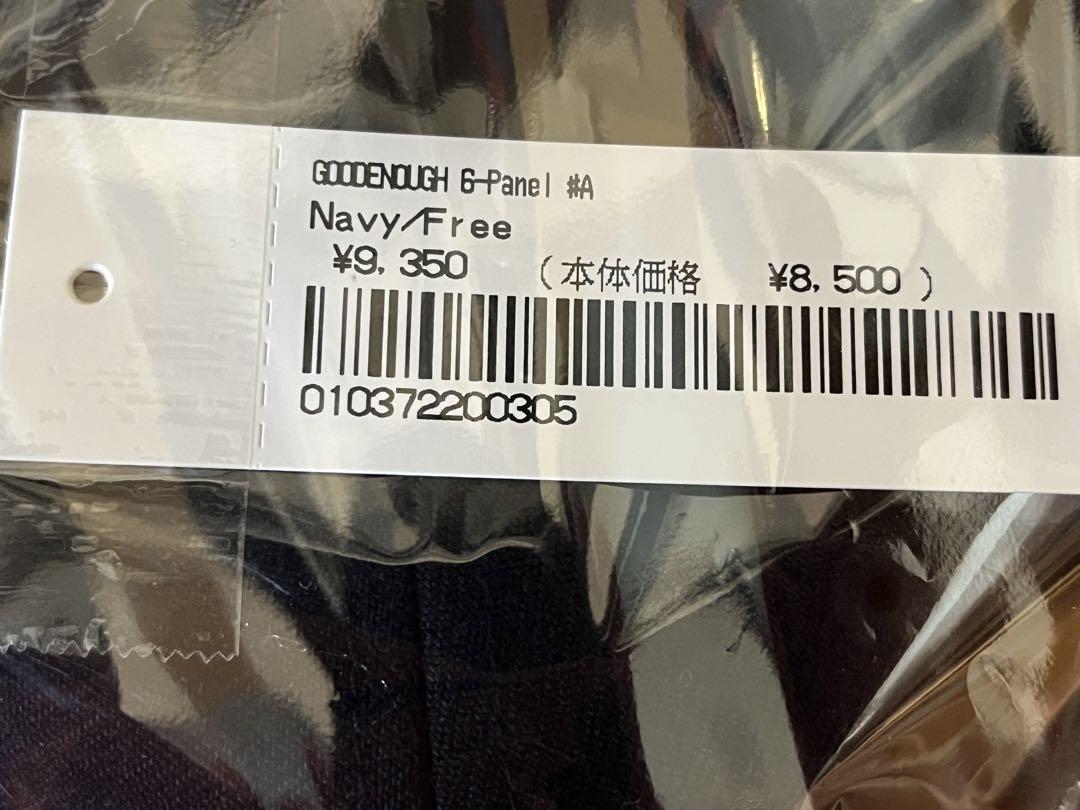 GOODENOUGH 6-Panel #A
Navy/Free
¥9,350 (本体価格 ¥8,500)
010372200305